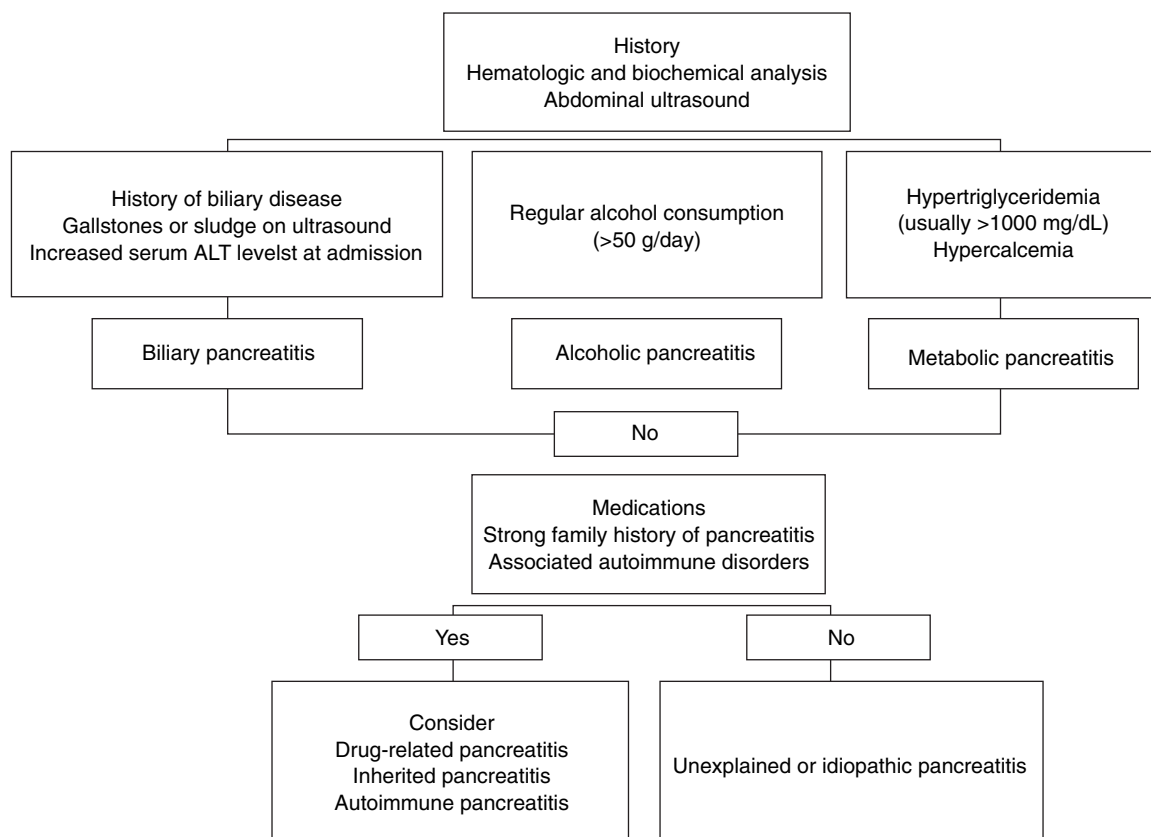 History
Hematologic and biochemical analysis
Abdominal ultrasound
History of biliary disease
Gallstones or sludge on ultrasound
Increased serum ALT levelst at admission
Regular alcohol consumption
(>50 g/day)
Hypertriglyceridemia
(usually >1000 mg/dL)
Hypercalcemia
Biliary pancreatitis
Alcoholic pancreatitis
Metabolic pancreatitis
No
Medications
Strong family history of pancreatitis
Associated autoimmune disorders
Yes
No
Consider
Drug-related pancreatitis
Inherited pancreatitis
Autoimmune pancreatitis
Unexplained or idiopathic pancreatitis